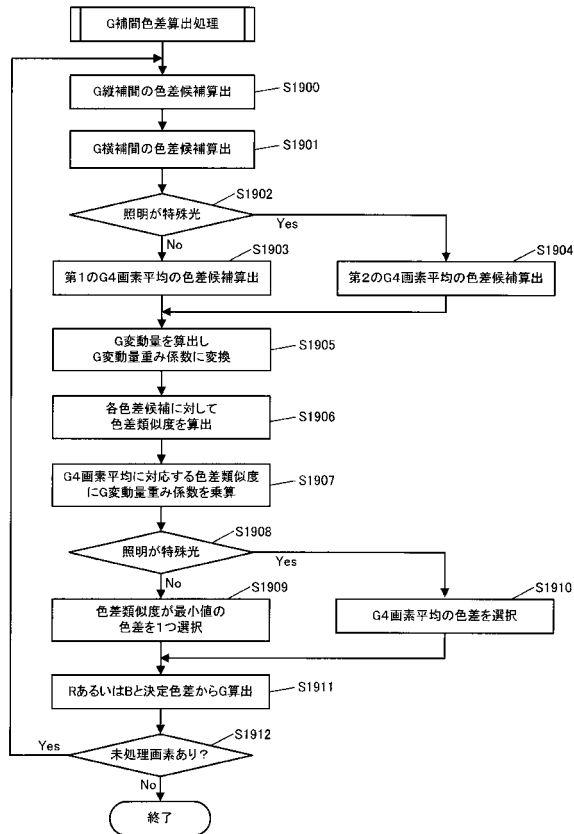 G補間色差算出処理
G縦補間の色差候補算出
S1900
G横補間の色差候補算出
S1901
S1902
照明が特殊光
Yes
No
S1903
S1904
第1のG4画素平均の色差候補算出
第2のG4画素平均の色差候補算出
G変動量を算出し
G変動量重み係数に変換
S1905
各色差候補に対して
色差類似度を算出
S1906
G4画素平均に対応する色差類似度
にG変動量重み係数を乗算
S1907
S1908
照明が特殊光
Yes
No
S1909
S1910
色差類似度が最小値の
色差を1つ選択
G4画素平均の色差を選択
RあるいはBと決定色差からG算出
S1911
S1912
Yes
未処理画素あり?
No
終了